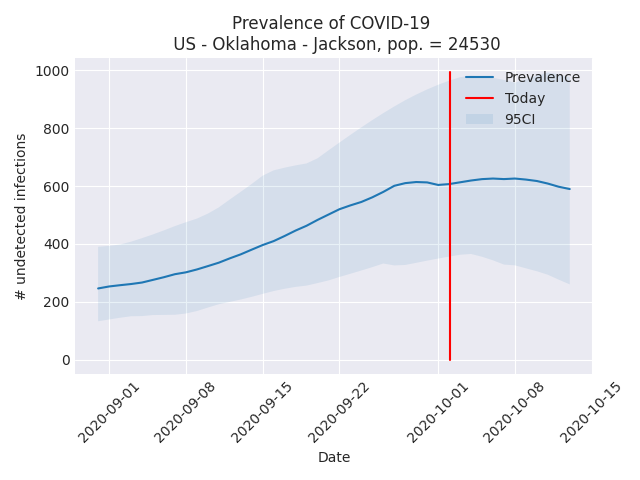 Prevalence of COVID-19
US - Oklahoma - Jackson, pop. = 24530
1000
800
600
400
200
0
# undetected infections
Prevalence
Today
95CI
2020-09-01
2020-09-08
2020-09-15
2020-09-22
2020-10-01
2020-10-08
2020-10-15
Date